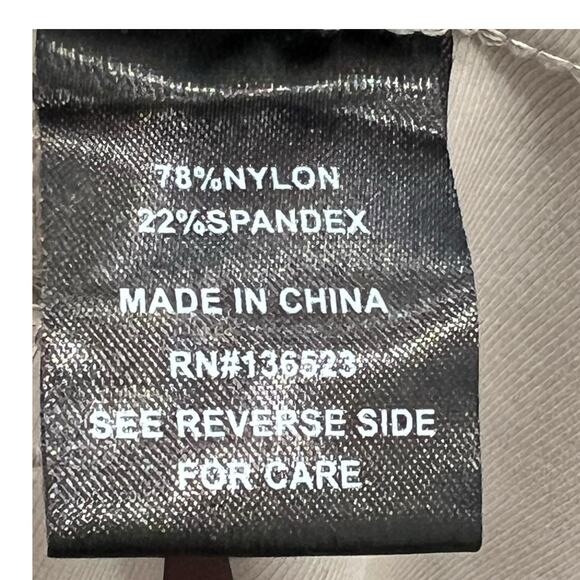 78%NYLON
22%SPANDEX
MADE IN CHINA
RN#136523
SEE REVERSE SIDE
FOR CARE